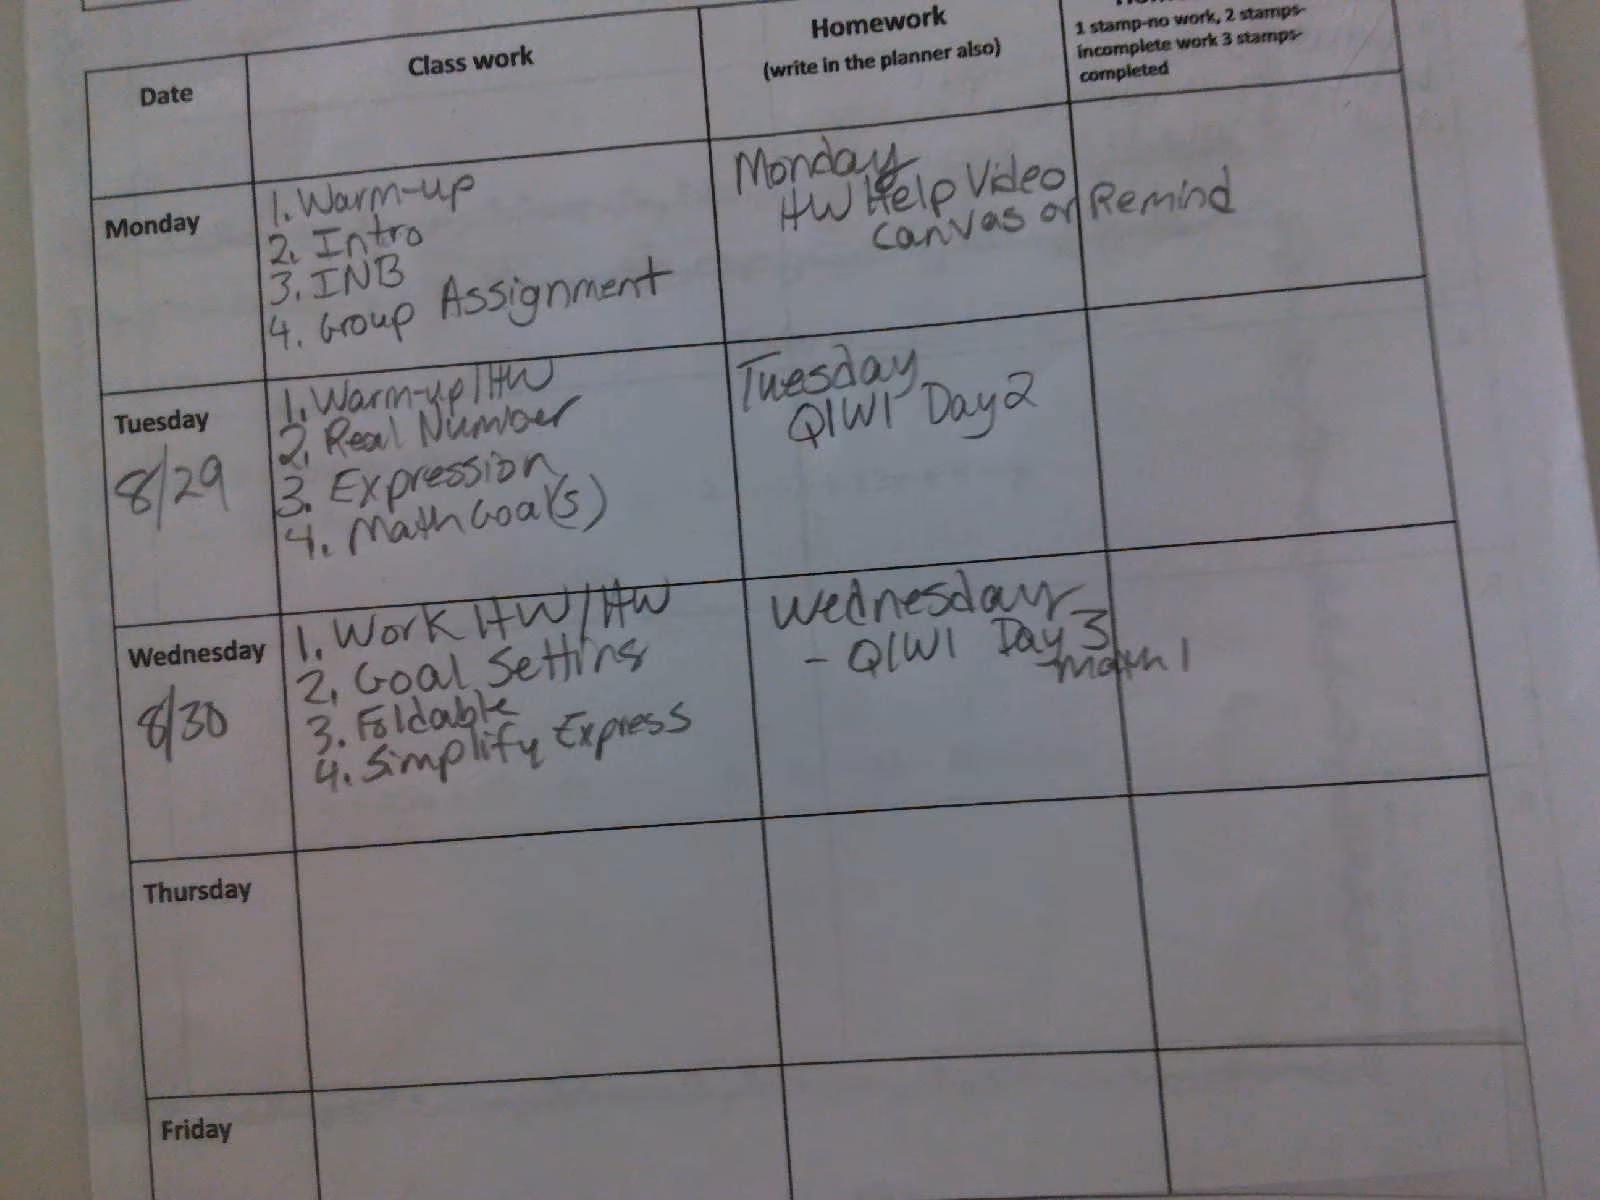 Date
Class work
Homework
(write in the planner also)
1 stamp-no work, 2 stamps-
incomplete work 3 stamps-
completed
Monday
1. Warm-up
2. Intro
3. INB
4. Group Assignment
Monday
HW Help Video
Canvas or Remind
Tuesday
8/29
1. Warm-up/HW
2. Real Number
3. Expression
4. Math Goal(s)
Tuesday
Q1W1 Day 2
Wednesday
8/30
1. Work HW/HW
2. Goal Setting
3. Foldable
4. Simplify Express
Wednesday
- Q1W1 Day 3
Math 1
Thursday
Friday